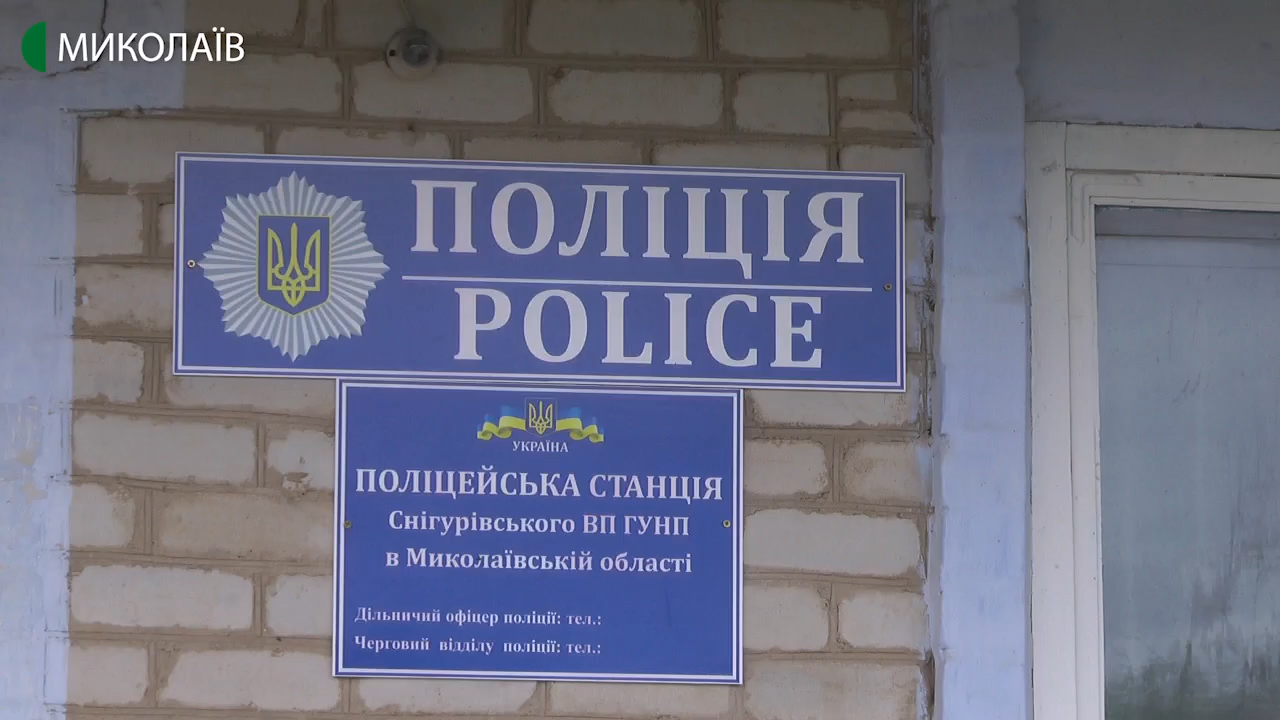 МИКОЛАЇВ
ПОЛІЦІЯ
POLICE
УКРАЇНА
ПОЛІЦЕЙСЬКА СТАНЦІЯ
Снігурівського ВП ГУНП
в Миколаївській області
Дільничий офіцер поліції: тел.:
Черговий відділу поліції: тел.: